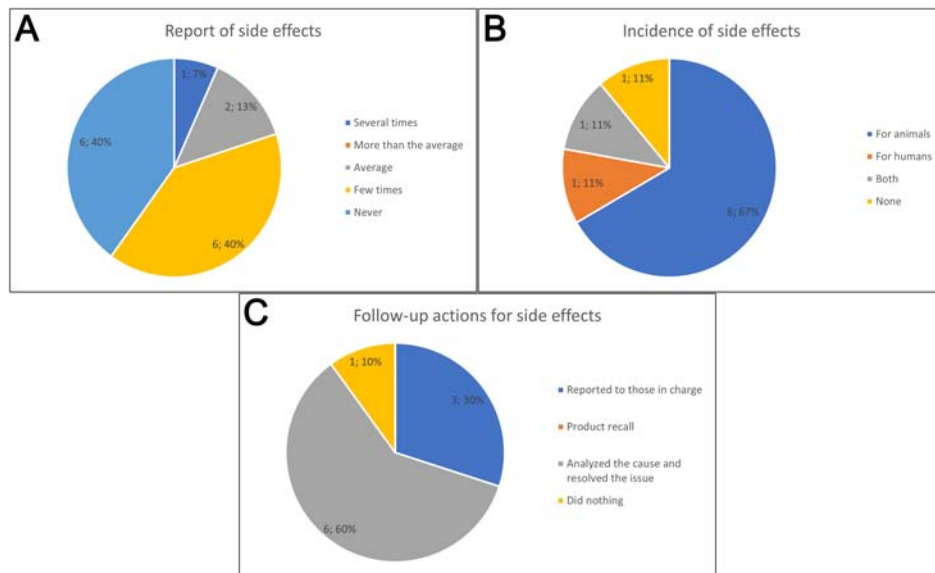 A
Report of side effects
1; 7%
2; 13%
6; 40%
6; 40%
Several times
More than the average
Average
Few times
Never
B
Incidence of side effects
1; 11%
1; 11%
1; 11%
6; 67%
For animals
For humans
Both
None
C
Follow-up actions for side effects
1; 10%
3; 30%
6; 60%
Reported to those in charge
Product recall
Analyzed the cause and
resolved the issue
Did nothing